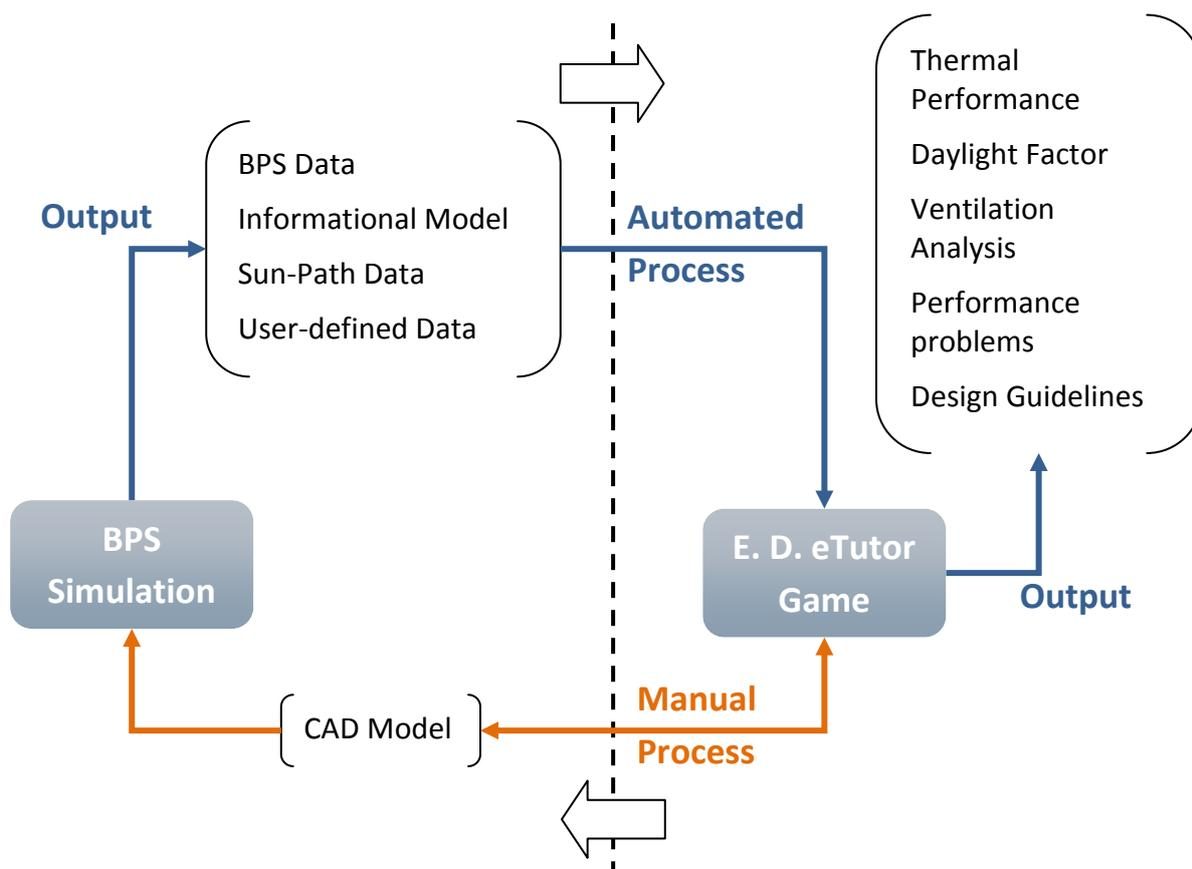 Output
BPS Data
Informational Model
Sun-Path Data
User-defined Data
Automated
Process
Thermal
Performance
Daylight Factor
Ventilation
Analysis
Performance
problems
Design Guidelines
BPS
Simulation
E. D. eTutor
Game
Output
CAD Model
Manual
Process